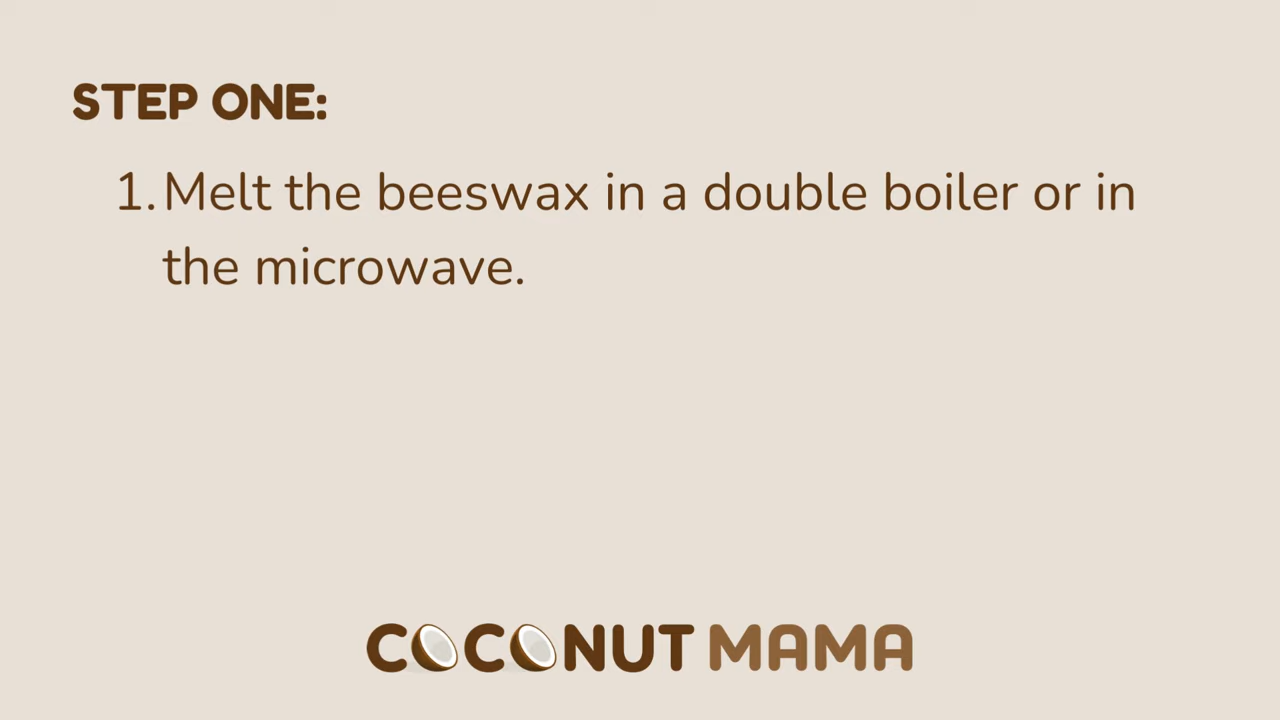 STEP ONE:
1. Melt the beeswax in a double boiler or in
the microwave.
COCONUT MAMA